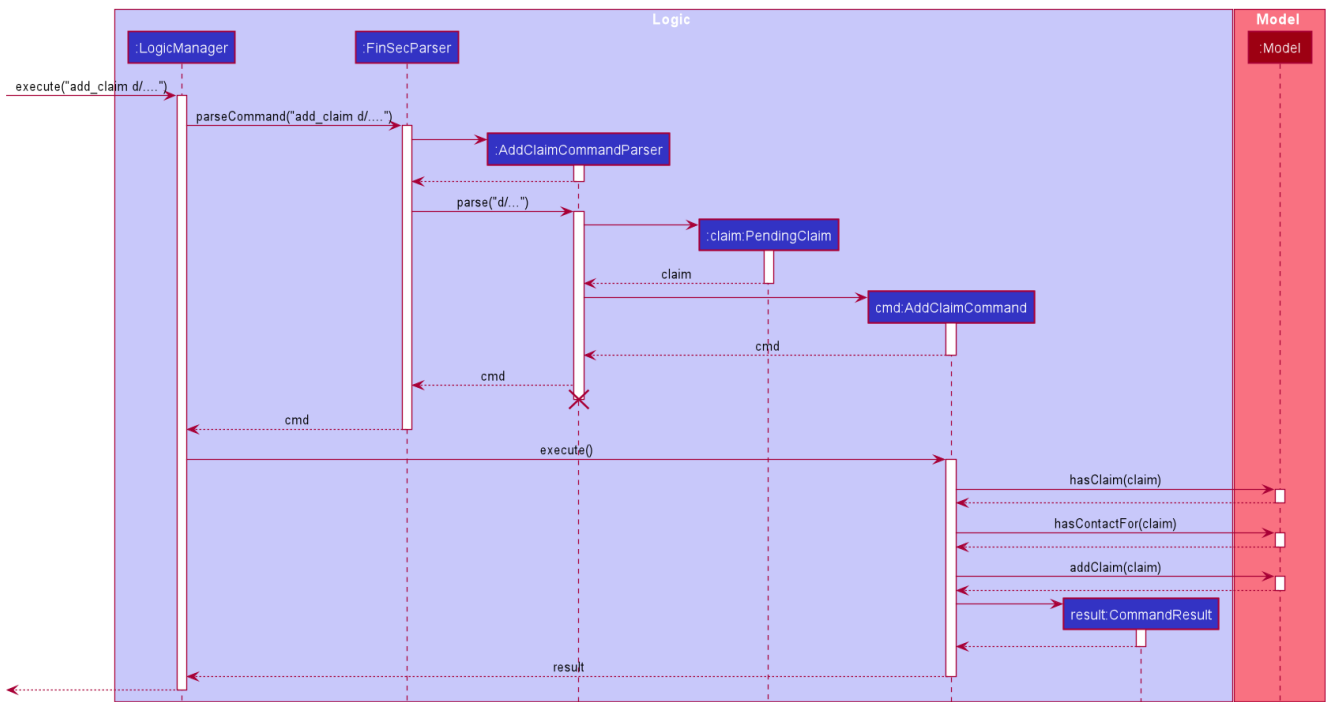 Logic
Model
:LogicManager
:FinSecParser
:Model
execute("add_claim d/....")
parseCommand("add_claim d/....")
:AddClaimCommandParser
parse("d/...")
:claim:PendingClaim
claim
cmd:AddClaimCommand
cmd
cmd
cmd
execute()
hasClaim(claim)
hasContactFor(claim)
addClaim(claim)
result:CommandResult
result